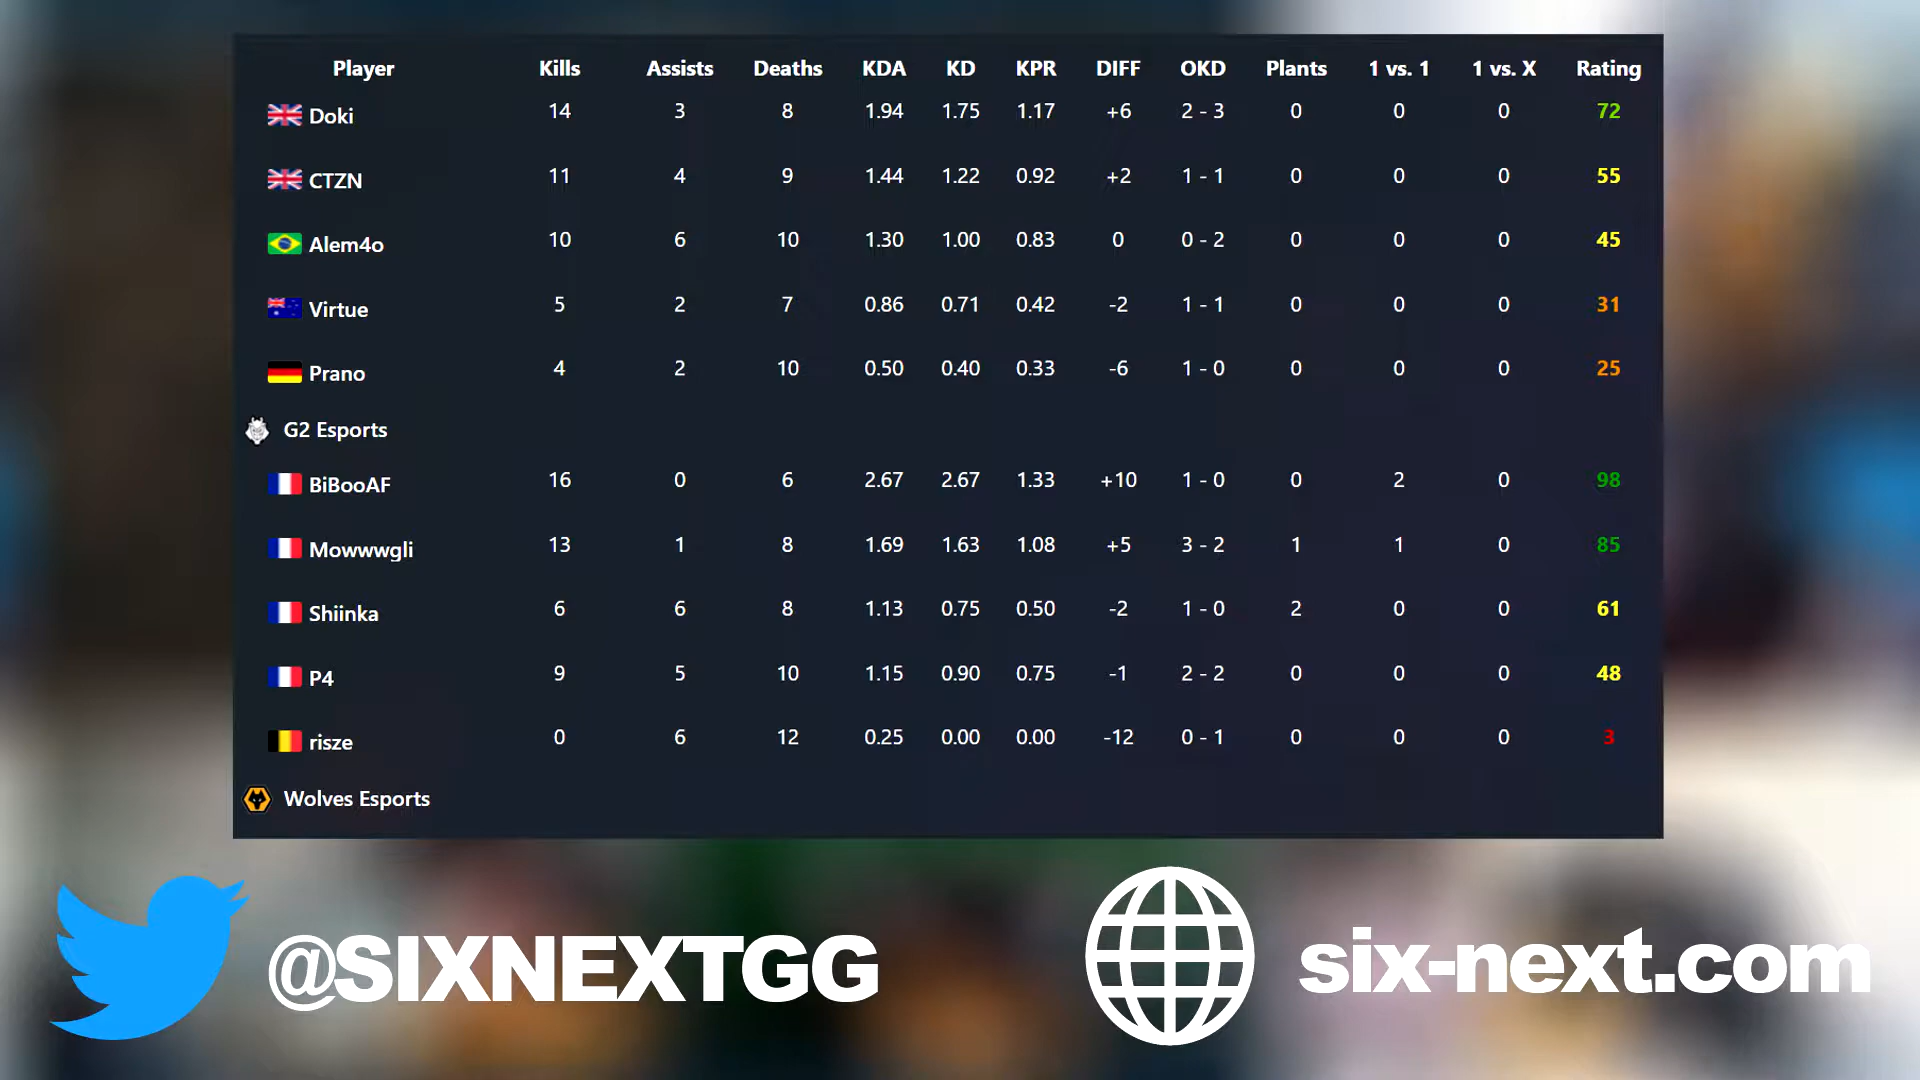 Player Kills Assists Deaths KDA KD KPR DIFF OKD Plants 1 vs. 1 1 vs. X Rating
Doki 14 3 8 1.94 1.75 1.17 +6 2 - 3 0 0 0 72
CTZN 11 4 9 1.44 1.22 0.92 +2 1 - 1 0 0 0 55
Alem4o 10 6 10 1.30 1.00 0.83 0 0 - 2 0 0 0 45
Virtue 5 2 7 0.86 0.71 0.42 -2 1 - 1 0 0 0 31
Prano 4 2 10 0.50 0.40 0.33 -6 1 - 0 0 0 0 25
G2 Esports
BiBooAF 16 0 6 2.67 2.67 1.33 +10 1 - 0 0 2 0 98
Mowwwgli 13 1 8 1.69 1.63 1.08 +5 3 - 2 1 1 0 85
Shiinka 6 6 8 1.13 0.75 0.50 -2 1 - 0 2 0 0 61
P4 9 5 10 1.15 0.90 0.75 -1 2 - 2 0 0 0 48
risze 0 6 12 0.25 0.00 0.00 -12 0 - 1 0 0 0 3
Wolves Esports
@SIXNEXTGG
six-next.com